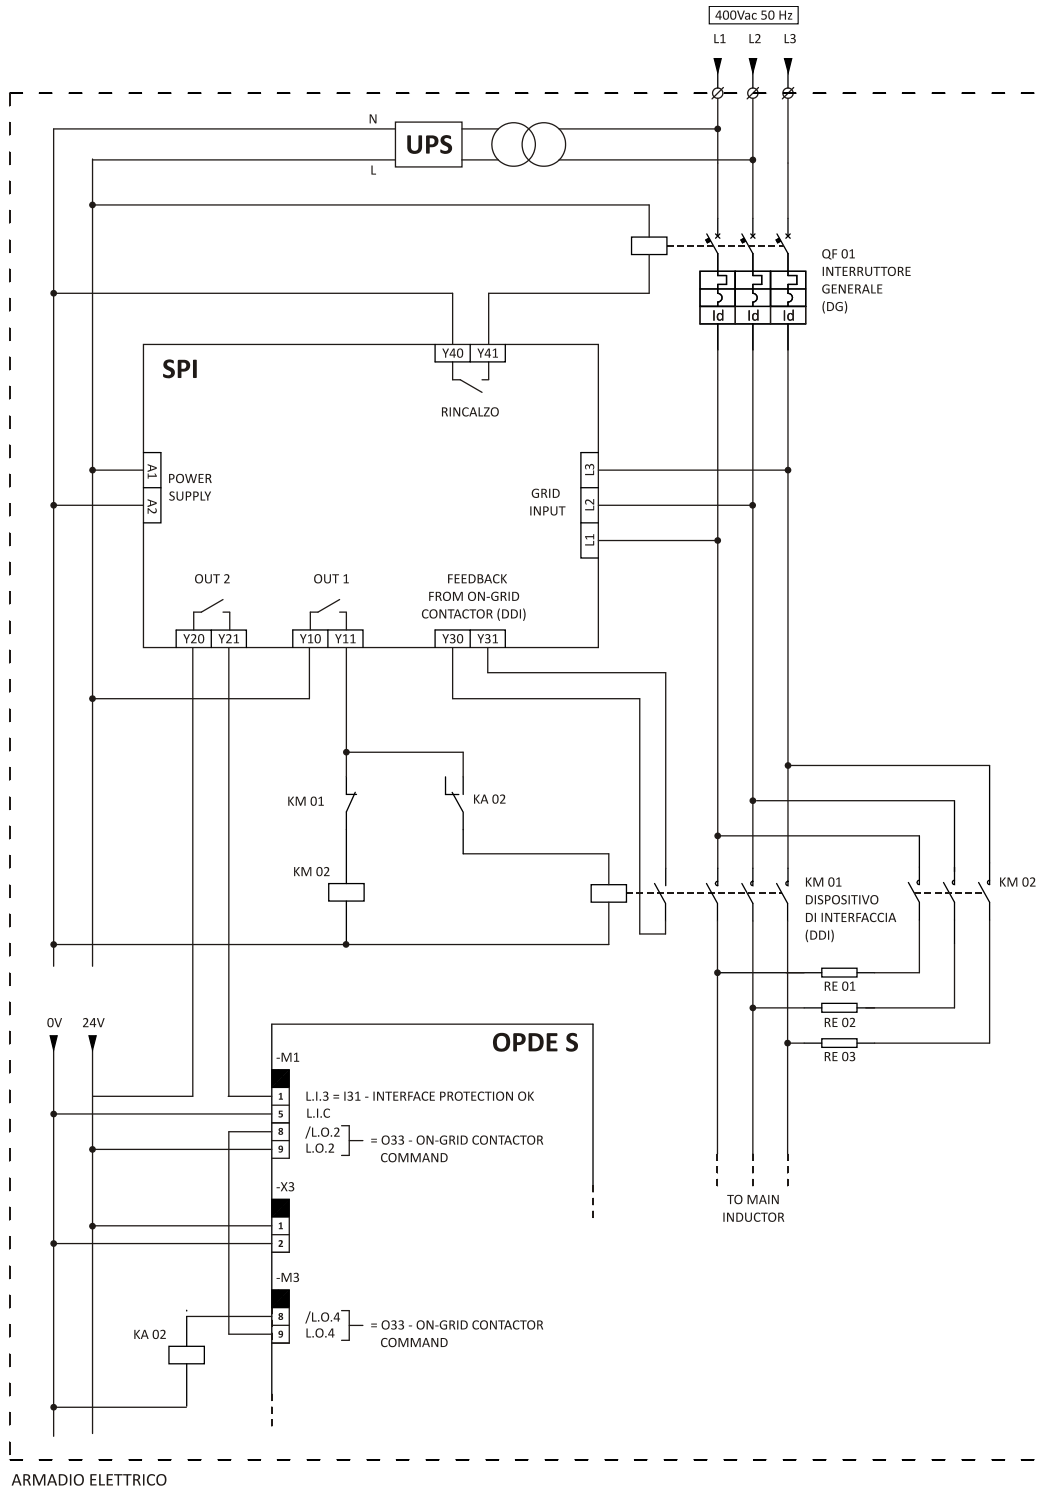 400Vac 50 Hz
L1
L2
L3
N
UPS
L
QF 01
INTERRUTTORE
GENERALE
(DG)
Id
Id
Id
SPI
Y40
Y41
RINCALZO
A1
A2
POWER
SUPPLY
L3
L2
L1
GRID
INPUT
OUT 2
OUT 1
FEEDBACK
FROM ON-GRID
CONTACTOR (DDI)
Y20
Y21
Y10
Y11
Y30
Y31
KM 01
KA 02
KM 02
KM 01
DISPOSITIVO
DI INTERFACCIA
(DDI)
KM 02
RE 01
RE 02
RE 03
0V
24V
OPDE S
-M1
1
L.I.3 = I31 - INTERFACE PROTECTION OK
5
L.I.C
8
/L.O.2
9
L.O.2
= O33 - ON-GRID CONTACTOR
COMMAND
-X3
1
2
TO MAIN
INDUCTOR
-M3
8
/L.O.4
9
L.O.4
= O33 - ON-GRID CONTACTOR
COMMAND
KA 02
ARMADIO ELETTRICO